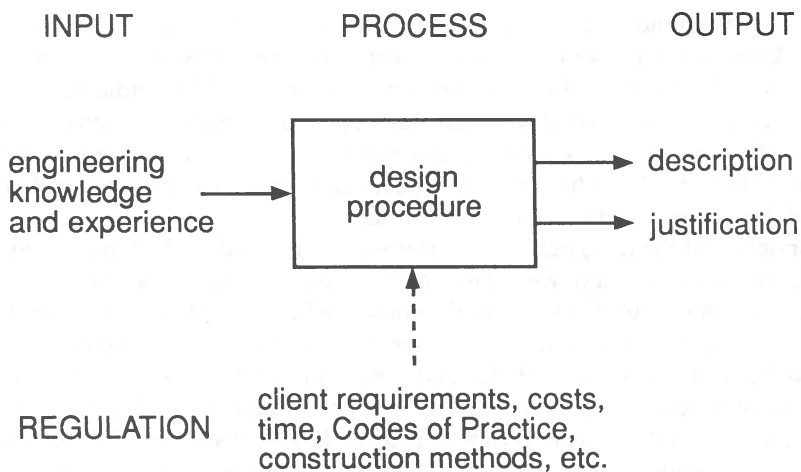 INPUT PROCESS OUTPUT
engineering
knowledge
and experience
design
procedure
description
justification
REGULATION
client requirements, costs,
time, Codes of Practice,
construction methods, etc.